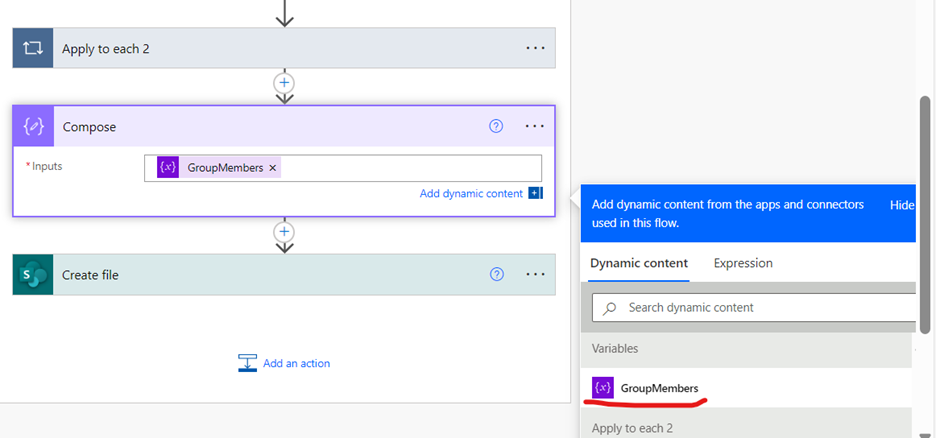 Apply to each 2
Compose
* Inputs
{x} GroupMembers ×
Add dynamic content
Add dynamic content from the apps and connectors Hide
used in this flow.
Dynamic content Expression
S Create file
Search dynamic content
Variables
Add an action
{x} GroupMembers
Apply to each 2